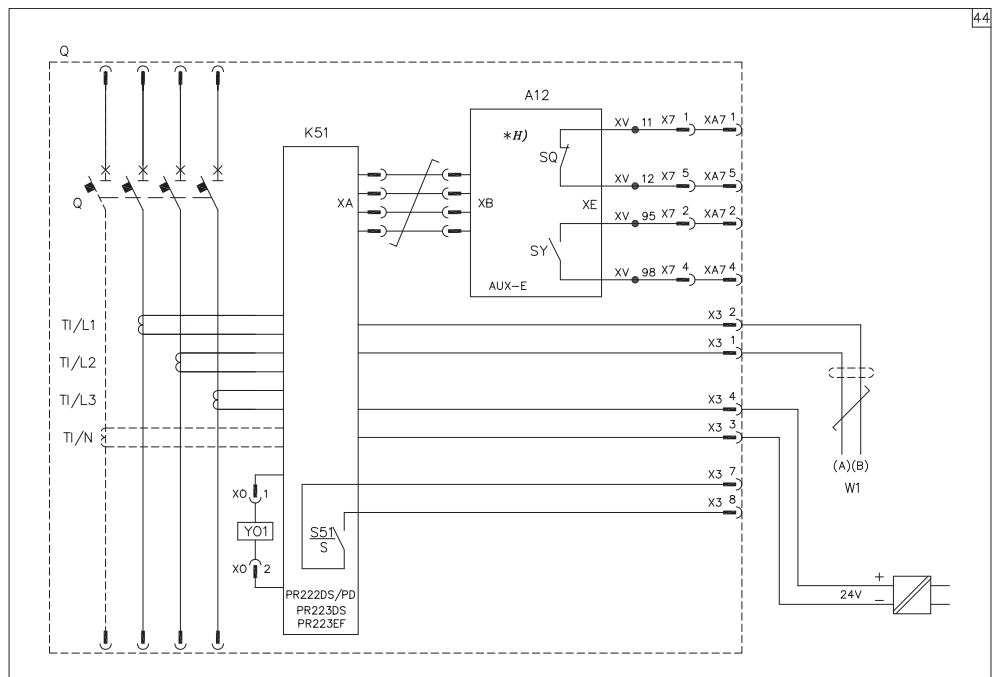 44
Q
A12
K51
*H)
XV 11 X7 1 XA7 1
SQ
XV 12 X7 5 XA7 5
Q
XA
XB
XE
XV 95 X7 2 XA7 2
SY
XV 98 X7 4 XA7 4
AUX-E
TI/L1
X3 2
X3 1
TI/L2
TI/L3
X3 4
TI/N
X3 3
(A)(B)
W1
X3 7
XO 1
X3 8
YO1
S51
S
XO 2
PR222DS/PD
PR223DS
PR223EF
+
24V
−